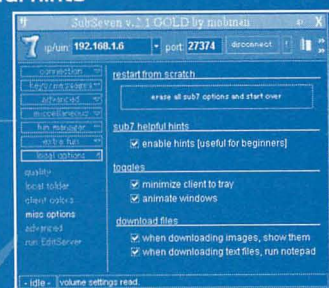 SubSeven v.2.1 GOLD by mobman
ip/uin: 192.168.1.6 port: 27374 disconnect
connection
keys/messages
advanced
miscellaneous
fun manager
extra fun
local options
quality
local folder
client colors
misc options
advanced
run EditServer
restart from scratch
erase all sub7 options and start over
sub7 helpful hints
enable hints [useful for beginners]
toggles
minimize client to tray
animate windows
download files
when downloading images, show them
when downloading text files, run notepad
- idle - volume settings read.